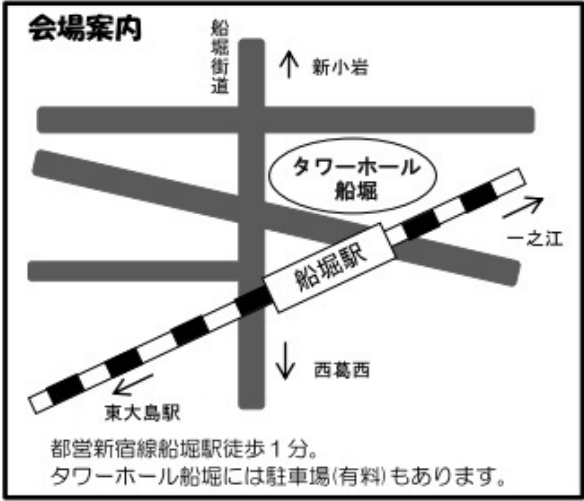 会場案内
船堀街道
新小岩
タワーホール
船堀
一之江
船堀駅
西葛西
東大島駅
都営新宿線船堀駅徒歩1分。
タワーホール船堀には駐車場(有料)もあります。